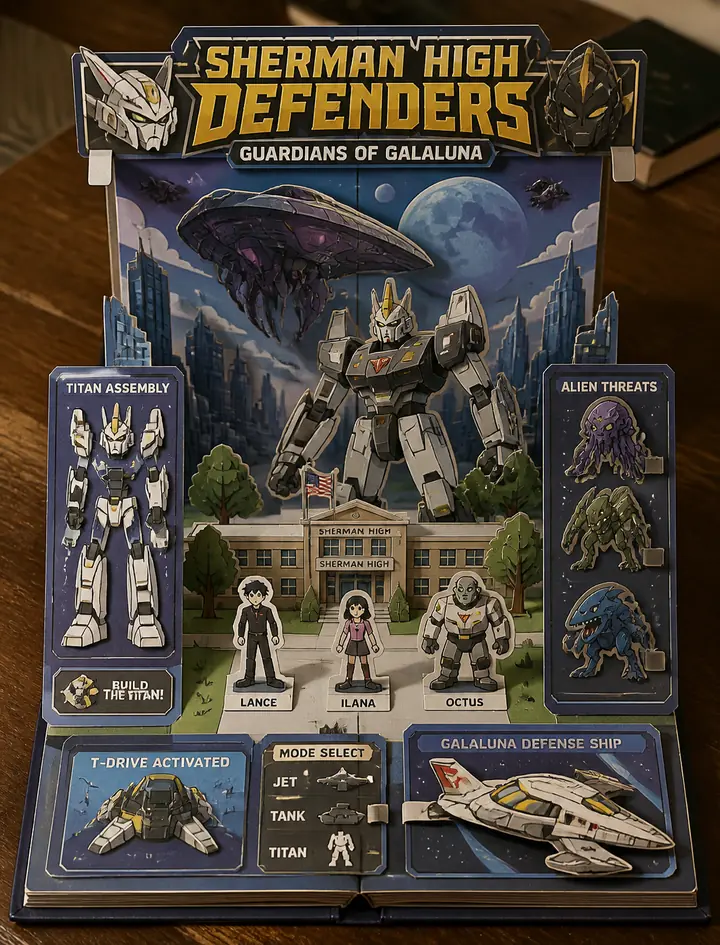 SHERMAN HIGH
DEFENDERS
GUARDIANS OF GALALUNA
TITAN ASSEMBLY
ALIEN THREATS
SHERMAN HIGH
SHERMAN HIGH
BUILD
THE TITAN!
LANCE
ILANA
OCTUS
T-DRIVE ACTIVATED
MODE SELECT
JET
TANK
TITAN
GALALUNA DEFENSE SHIP